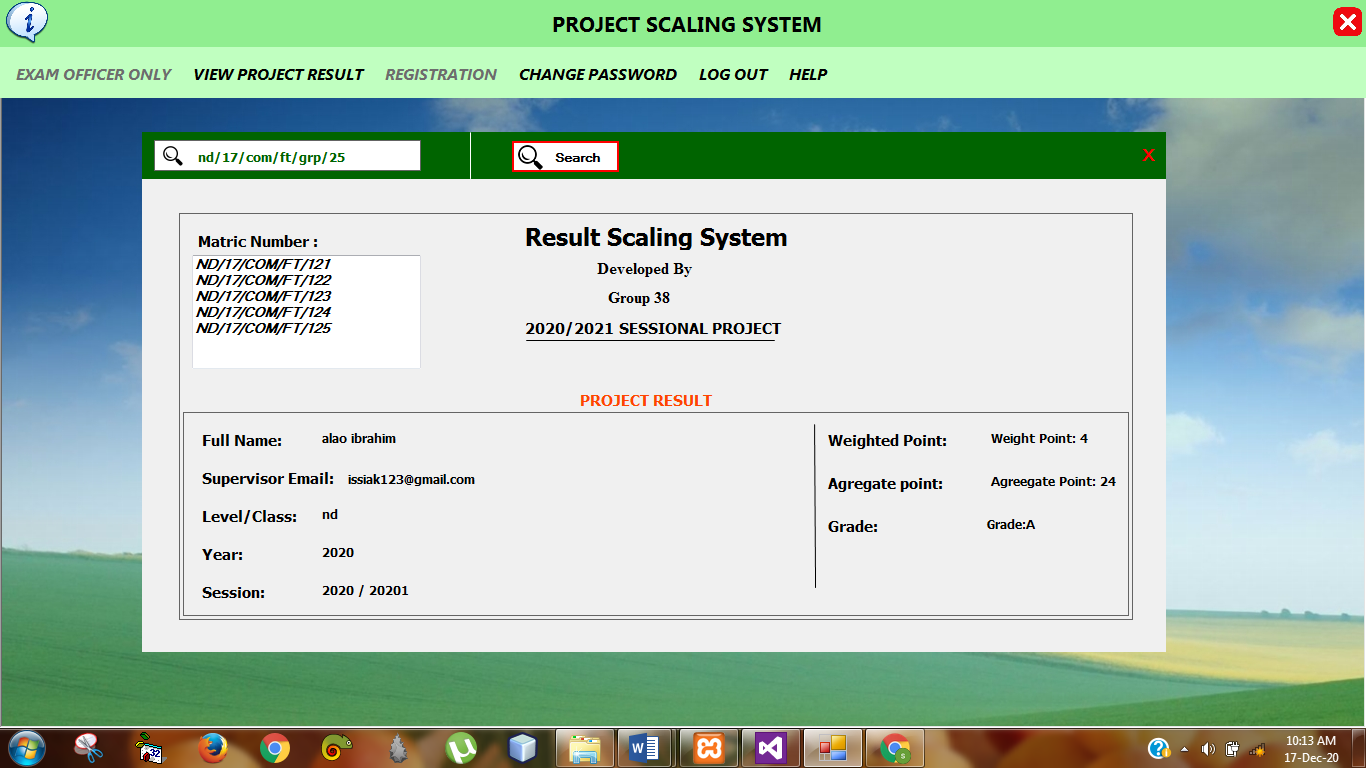 PROJECT SCALING SYSTEM
EXAM OFFICER ONLY VIEW PROJECT RESULT REGISTRATION CHANGE PASSWORD LOG OUT HELP
nd/17/com/ft/grp/25 Search X
Matric Number :
ND/17/COM/FT/121
ND/17/COM/FT/122
ND/17/COM/FT/123
ND/17/COM/FT/124
ND/17/COM/FT/125
Result Scaling System
Developed By
Group 38
2020/2021 SESSIONAL PROJECT
PROJECT RESULT
Full Name: alao ibrahim
Supervisor Email: issiak123@gmail.com
Level/Class: nd
Year: 2020
Session: 2020 / 20201
Weighted Point: Weight Point: 4
Agregate point: Agreegate Point: 24
Grade: Grade:A
32
10:13 AM
17-Dec-20